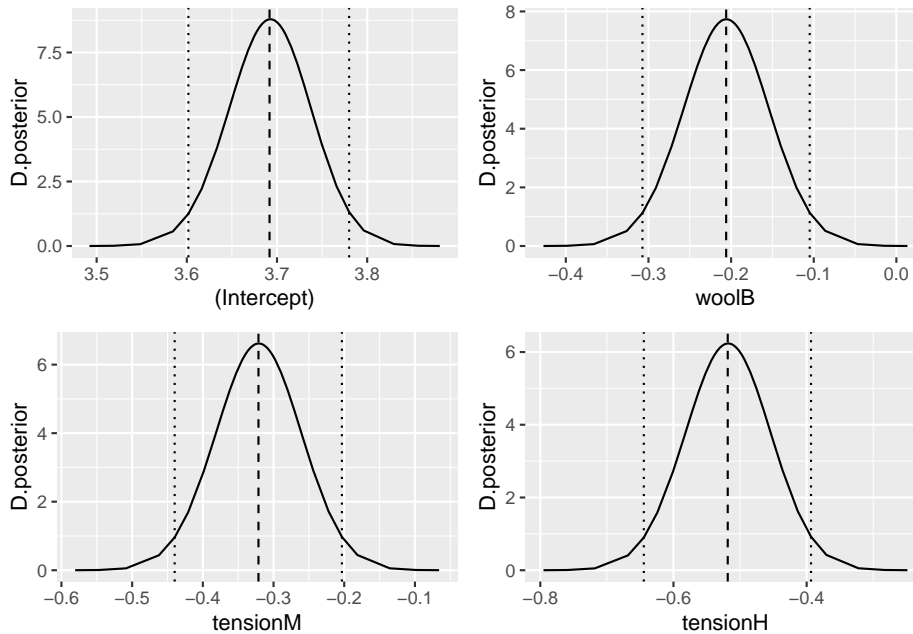 D.posterior
7.5
5.0
2.5
0.0
3.5 3.6 3.7 3.8
(Intercept)
D.posterior
8
6
4
2
0
−0.4 −0.3 −0.2 −0.1 0.0
woolB
D.posterior
6
4
2
0
−0.6 −0.5 −0.4 −0.3 −0.2 −0.1
tensionM
D.posterior
6
4
2
0
−0.8 −0.6 −0.4
tensionH